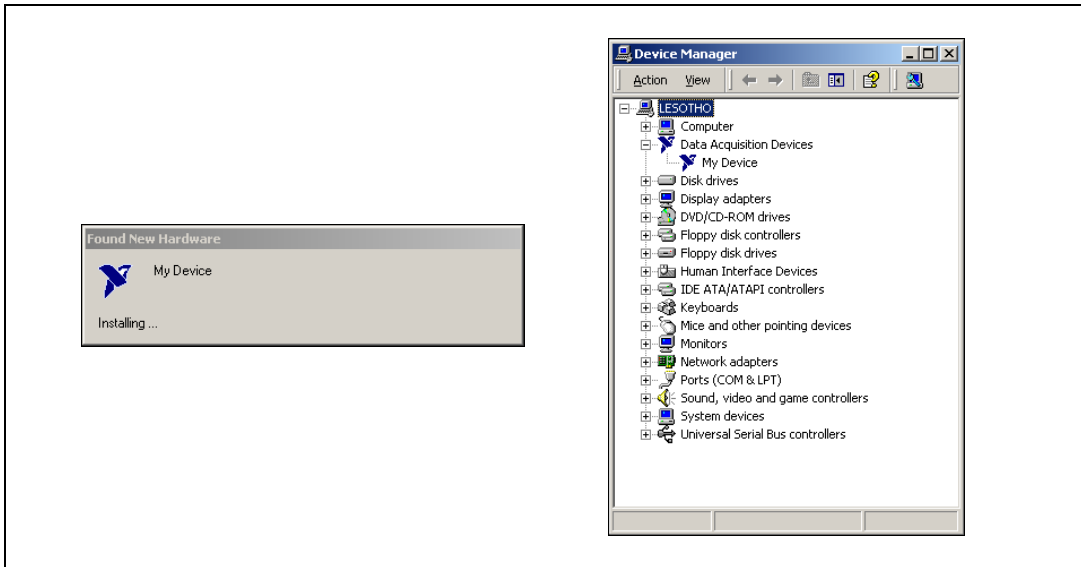 Found New Hardware
My Device
Installing ...
Device Manager
Action View
LESOTHO
Computer
Data Acquisition Devices
My Device
Disk drives
Display adapters
DVD/CD-ROM drives
Floppy disk controllers
Floppy disk drives
Human Interface Devices
IDE ATA/ATAPI controllers
Keyboards
Mice and other pointing devices
Monitors
Network adapters
Ports (COM & LPT)
Sound, video and game controllers
System devices
Universal Serial Bus controllers